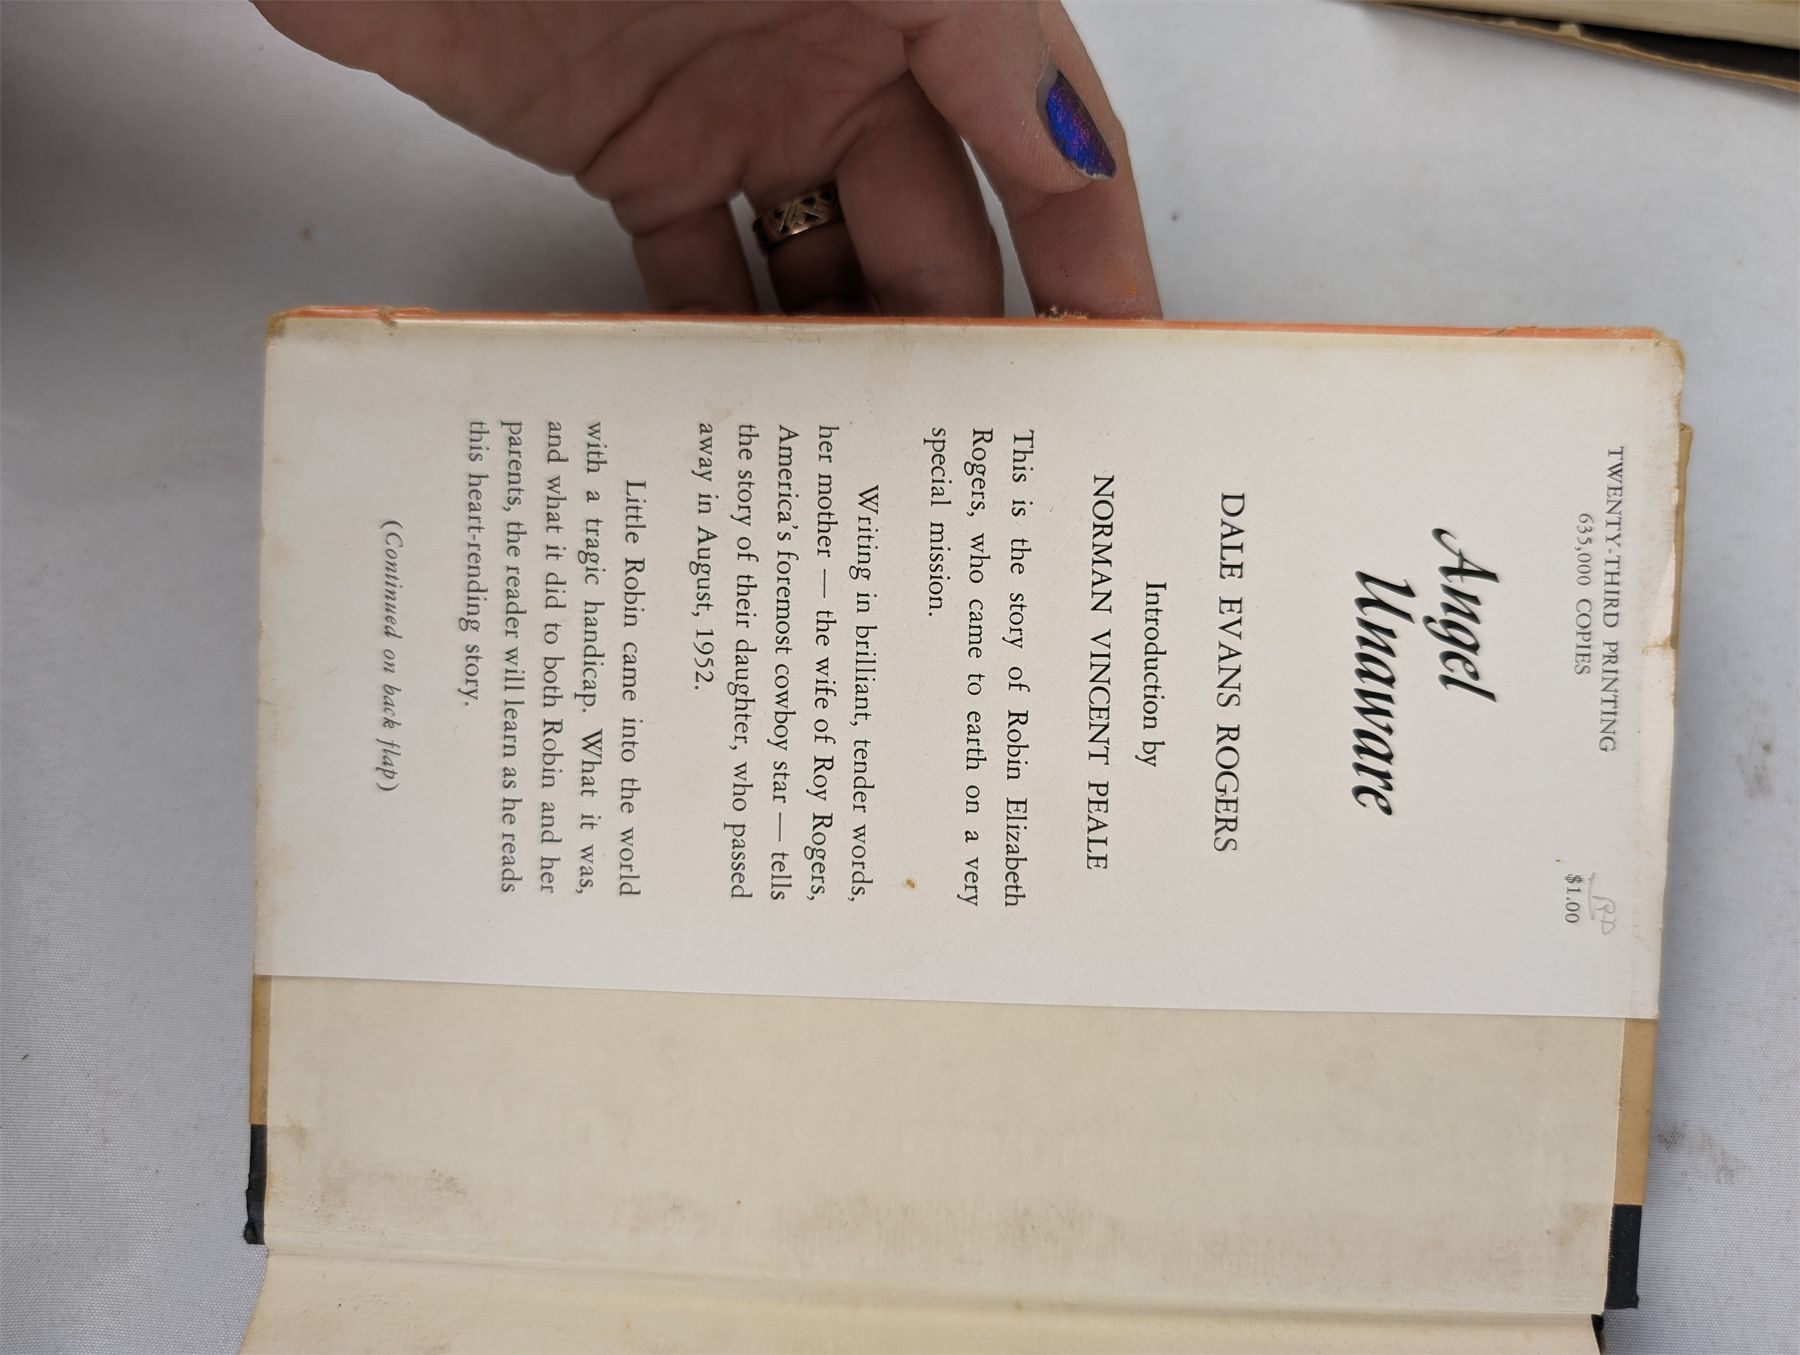 TWENTY-THIRD PRINTING
635,000 COPIES
$1.00
Angel
Unaware
DALE EVANS ROGERS
Introduction by
NORMAN VINCENT PEALE
This is the story of Robin Elizabeth
Rogers, who came to earth on a very
special mission.
Writing in brilliant, tender words,
her mother — the wife of Roy Rogers,
America's foremost cowboy star — tells
the story of their daughter, who passed
away in August, 1952.
Little Robin came into the world
with a tragic handicap. What it was,
and what it did to both Robin and her
parents, the reader will learn as he reads
this heart-rending story.
(Continued on back flap)